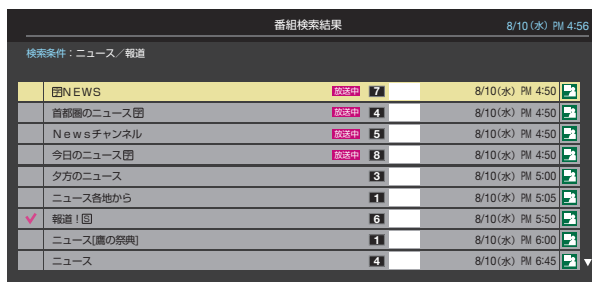 番組検索結果 8/10(水) PM 4:56
検索条件：ニュース／報道
🈑NEWS 放送中 7 8/10(水) PM 4:50
首都圏のニュース🈑 放送中 4 8/10(水) PM 4:50
Ｎｅｗｓチャンネル 放送中 5 8/10(水) PM 4:50
今日のニュース🈑 放送中 8 8/10(水) PM 4:50
夕方のニュース 3 8/10(水) PM 5:00
ニュース各地から 1 8/10(水) PM 5:05
報道！🅂 6 8/10(水) PM 5:50
ニュース[鷹の祭典] 1 8/10(水) PM 6:00
ニュース 4 8/10(水) PM 6:45